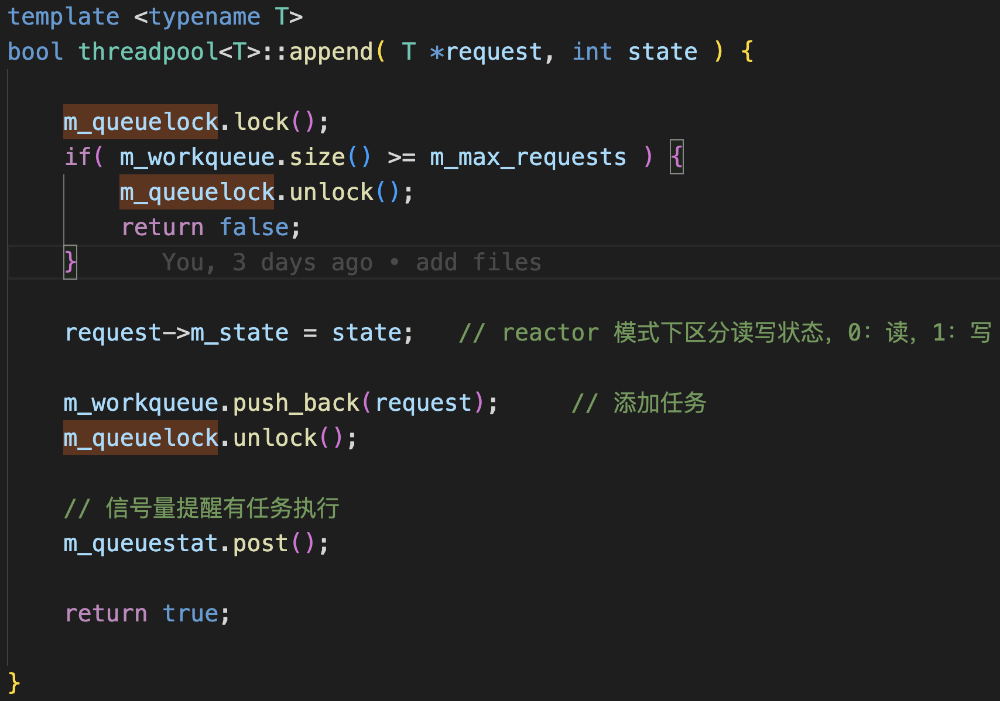 template <typename T>
bool threadpool<T>::append( T *request, int state ) {
m_queuelock.lock();
if( m_workqueue.size() >= m_max_requests ) {
m_queuelock.unlock();
return false;
} You, 3 days ago • add files
request->m_state = state; // reactor 模式下区分读写状态，0：读，1：写
m_workqueue.push_back(request); // 添加任务
m_queuelock.unlock();
// 信号量提醒有任务执行
m_queuestat.post();
return true;
}